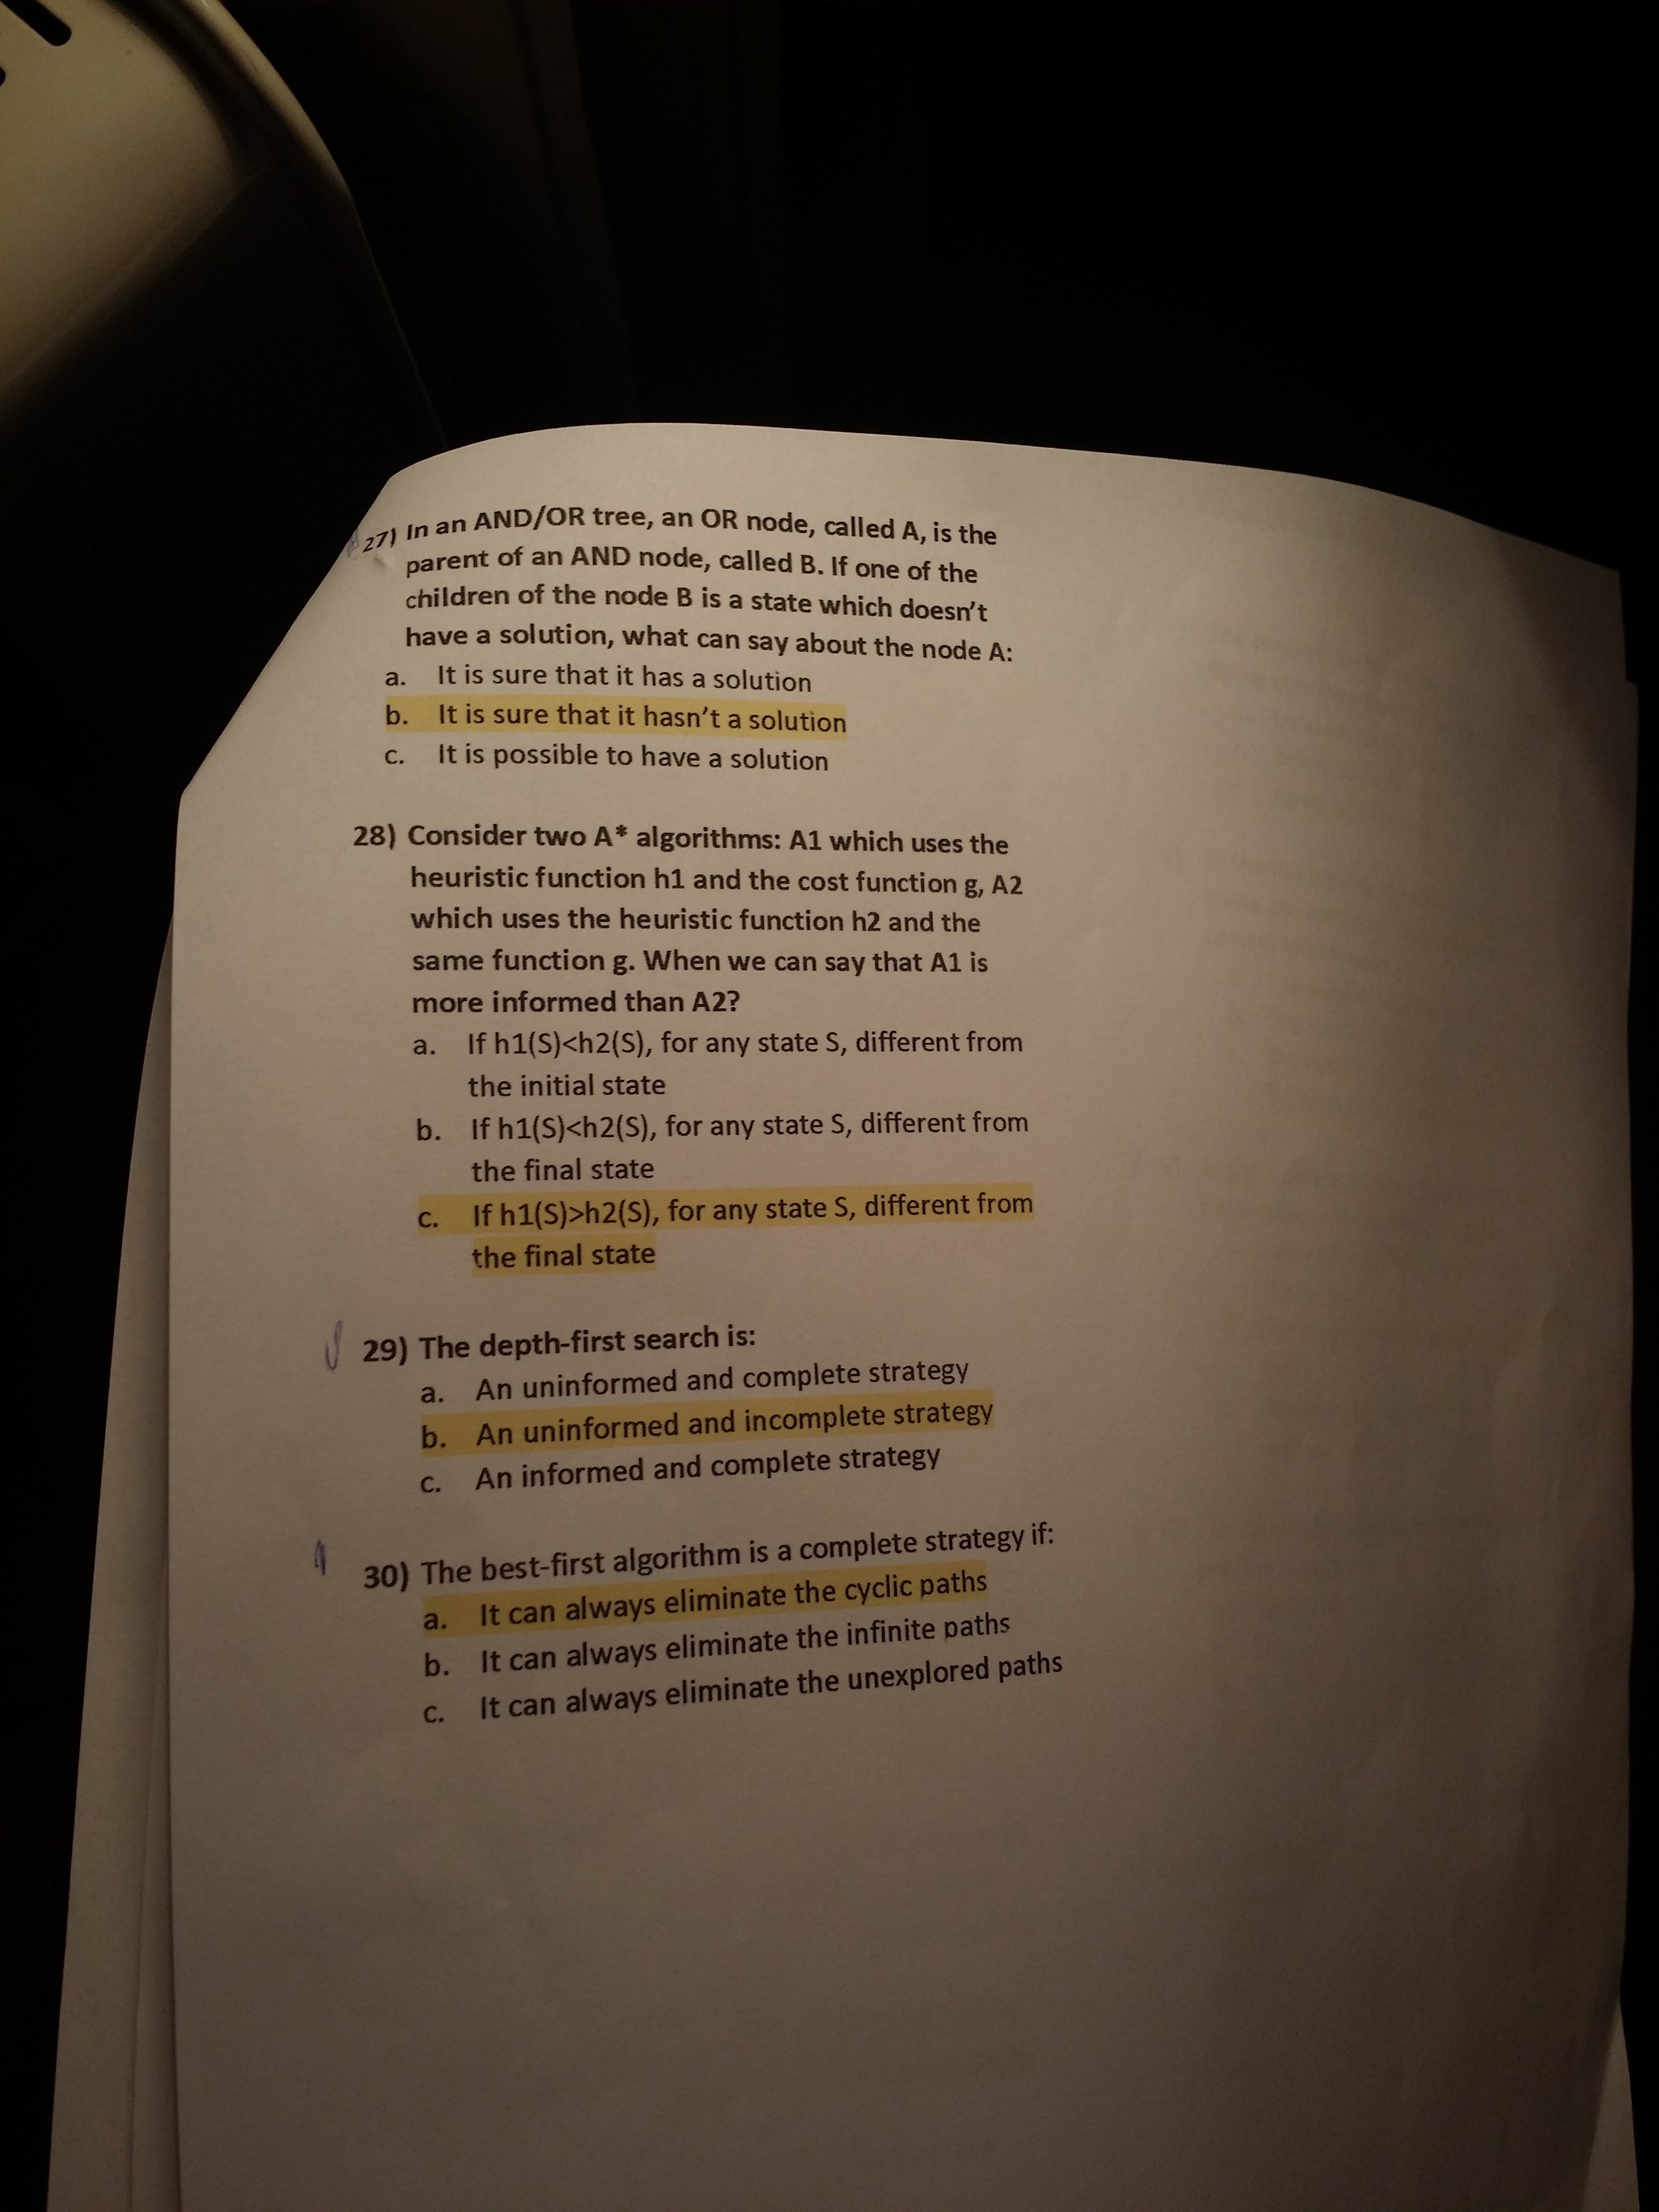 27) In an AND/OR tree, an OR node, called A, is the
parent of an AND node, called B. If one of the
children of the node B is a state which doesn't
have a solution, what can say about the node A:
a. It is sure that it has a solution
b. It is sure that it hasn't a solution
c. It is possible to have a solution
28) Consider two A* algorithms: A1 which uses the
heuristic function h1 and the cost function g, A2
which uses the heuristic function h2 and the
same function g. When we can say that A1 is
more informed than A2?
a. If h1(S)<h2(S), for any state S, different from
the initial state
b. If h1(S)<h2(S), for any state S, different from
the final state
c. If h1(S)>h2(S), for any state S, different from
the final state
29) The depth-first search is:
a. An uninformed and complete strategy
b. An uninformed and incomplete strategy
c. An informed and complete strategy
30) The best-first algorithm is a complete strategy if:
a. It can always eliminate the cyclic paths
b. It can always eliminate the infinite paths
c. It can always eliminate the unexplored paths